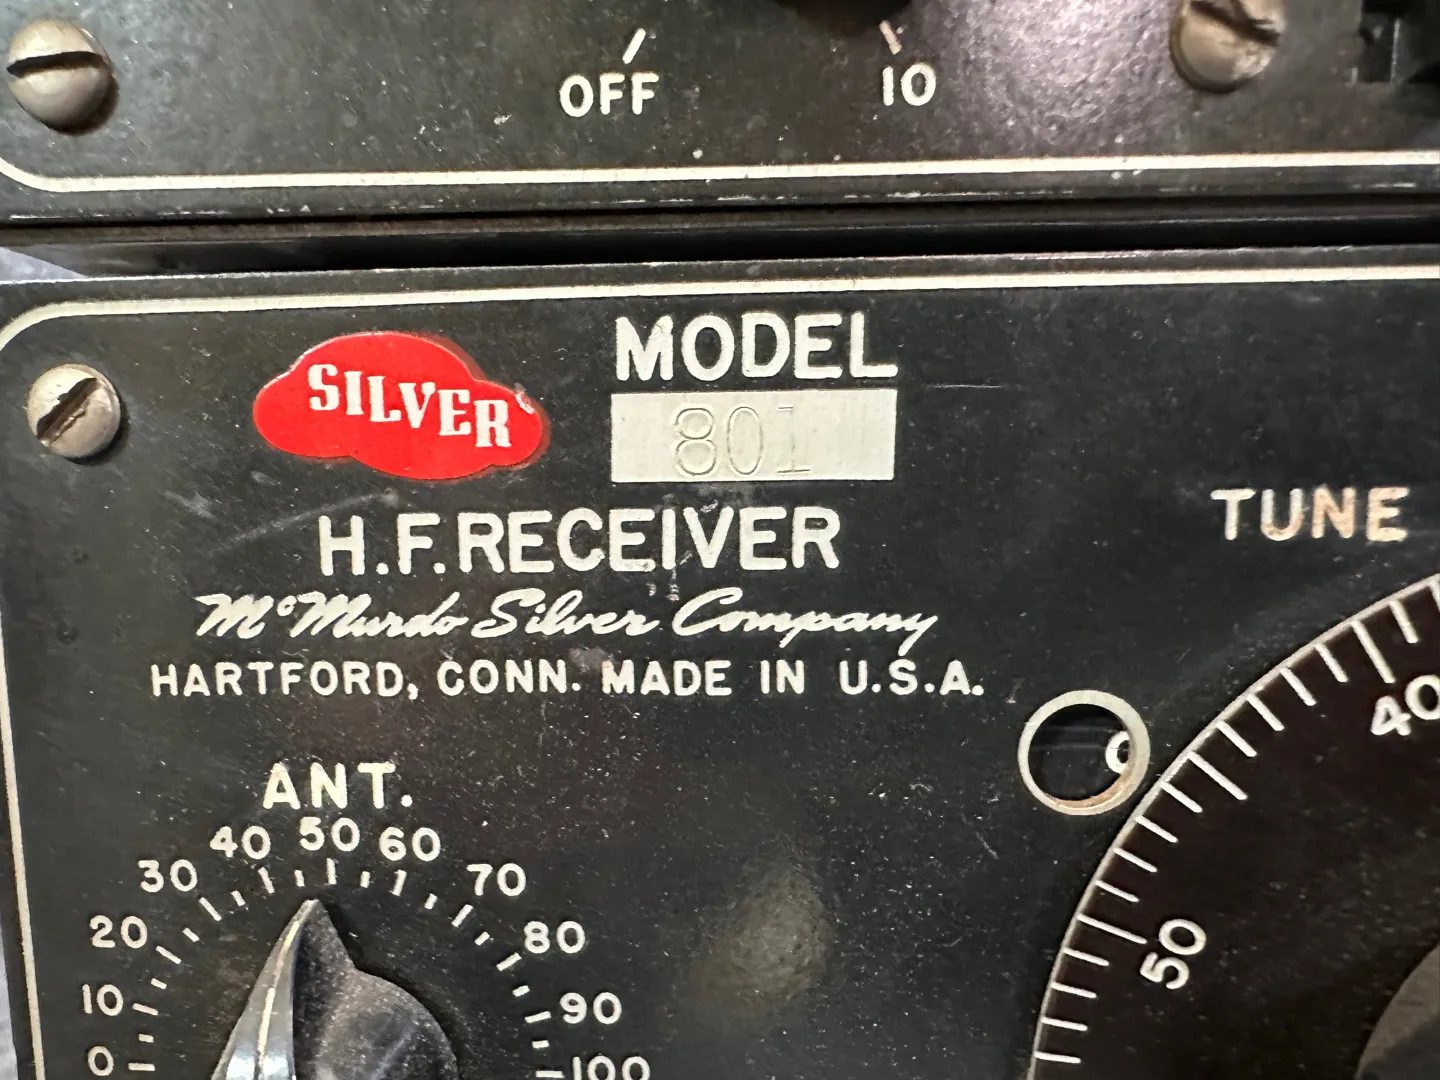 OFF
10
MODEL
SILVER
801
H.F. RECEIVER
TUNE
McMurdo Silver Company
HARTFORD, CONN. MADE IN U.S.A.
ANT.
0 10 20 30 40 50 60 70 80 90 100
40
50